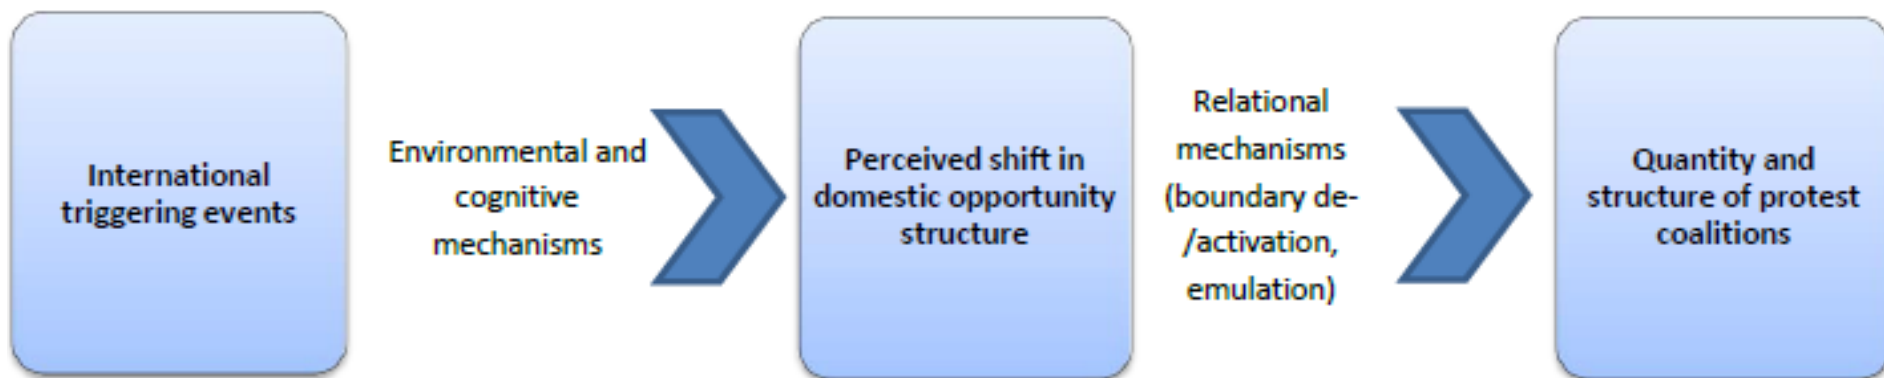 International
triggering events
Environmental and
cognitive
mechanisms
Perceived shift in
domestic opportunity
structure
Relational
mechanisms
(boundary de-
/activation,
emulation)
Quantity and
structure of protest
coalitions